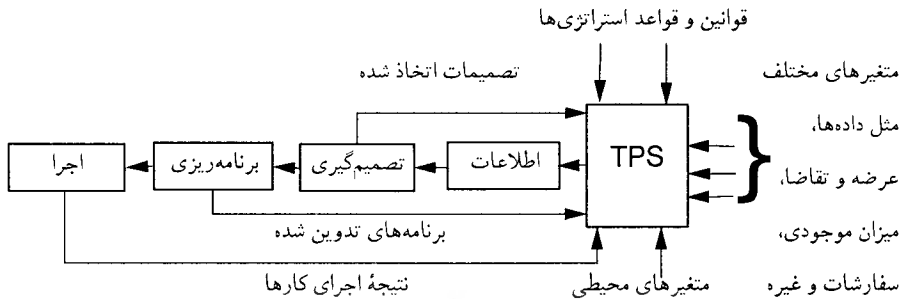 قوانین و قواعد استراتژی‌ها
متغیرهای مختلف
مثل داده‌ها،
عرضه و تقاضا،
میزان موجودی،
سفارشات و غیره
تصمیمات اتخاذ شده
TPS
اطلاعات
تصمیم‌گیری
برنامه‌ریزی
اجرا
برنامه‌های تدوین شده
متغیرهای محیطی
نتیجهٔ اجرای کارها